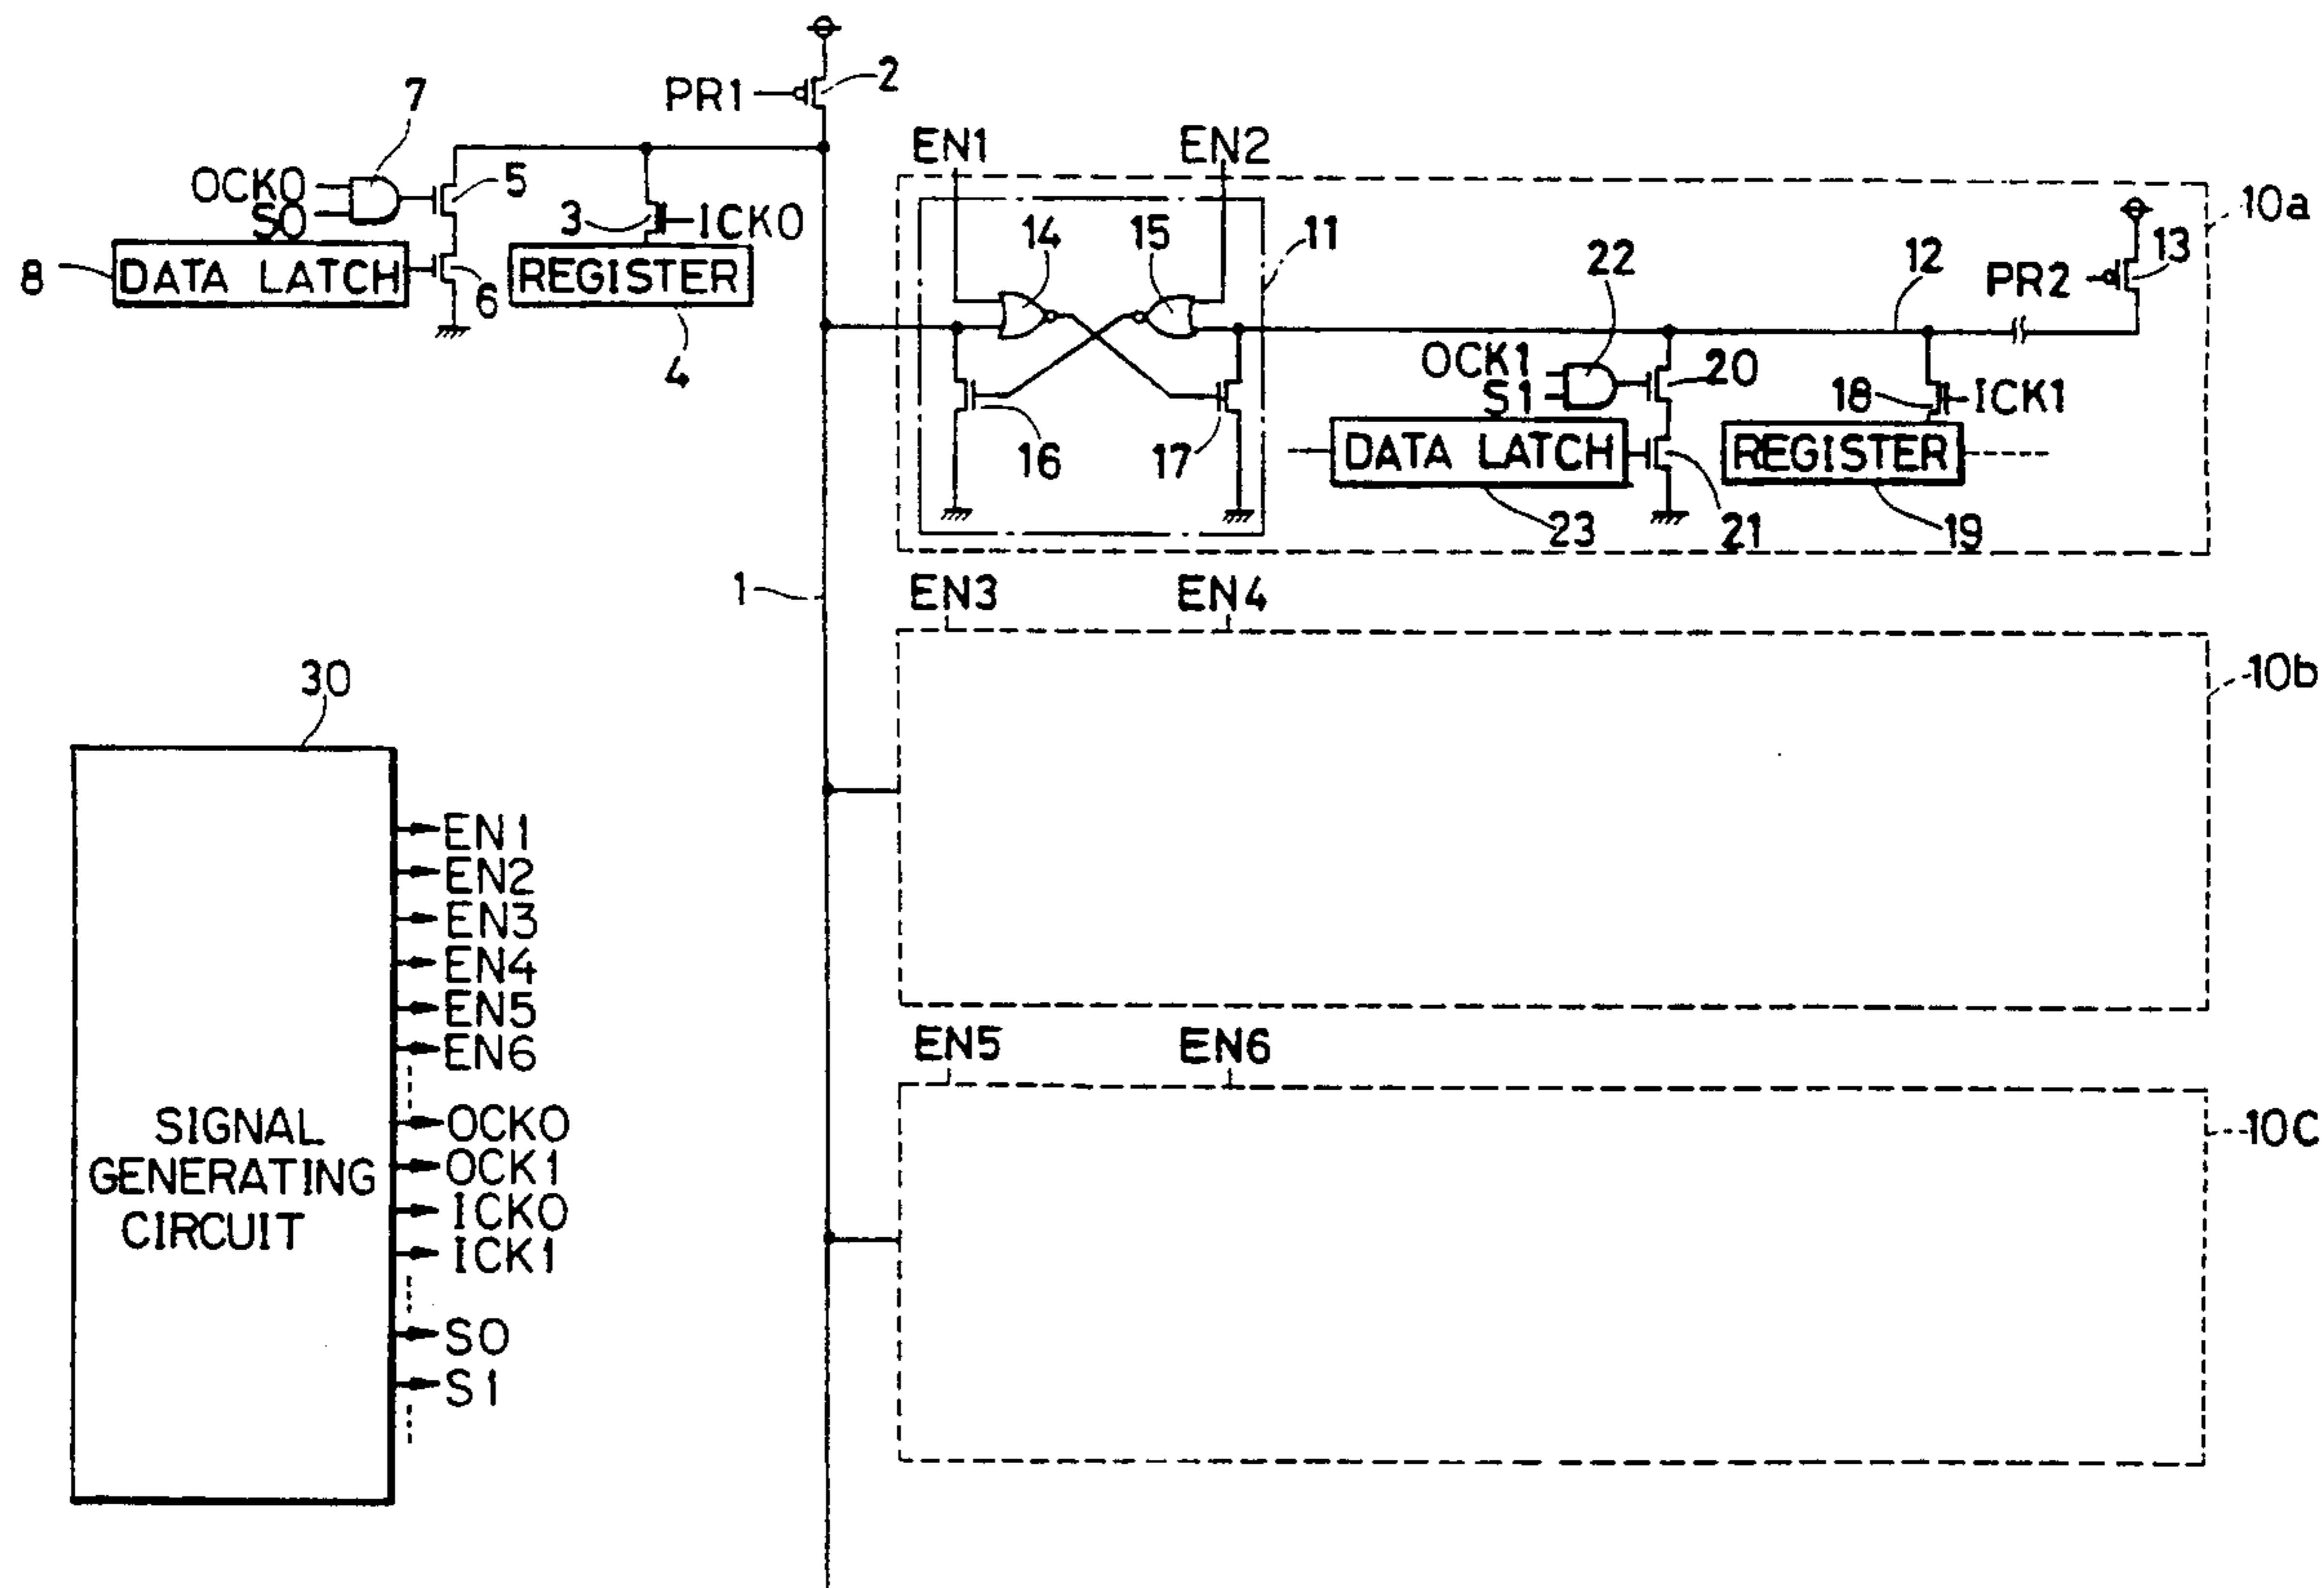 2
PR1
7
EN1
EN2
OCK0
S0
5
3
ICK0
10a
14
15
11
22
12
PR2
13
8
DATA LATCH
6
REGISTER
4
OCK1
S1
20
18
ICK1
16
17
DATA LATCH
REGISTER
23
21
19
1
EN3
EN4
10b
30
EN1
EN2
EN3
EN4
EN5
EN6
EN5
EN6
SIGNAL
GENERATING
CIRCUIT
OCK0
OCK1
ICK0
ICK1
S0
S1
10C